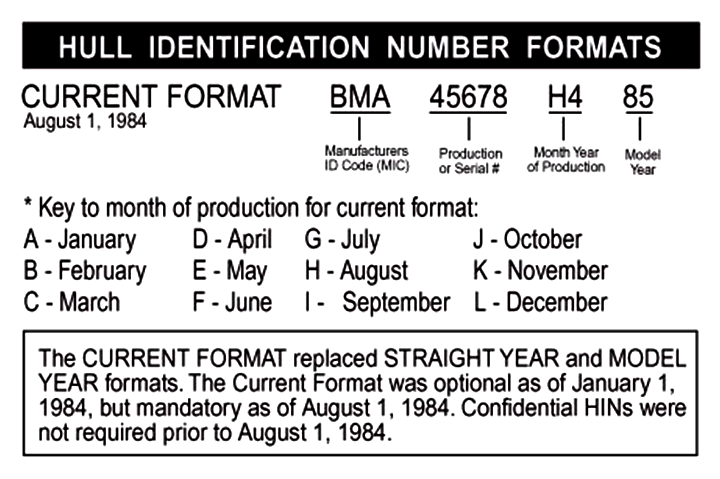 HULL IDENTIFICATION NUMBER FORMATS
CURRENT FORMAT BMA 45678 H4 85
August 1, 1984
Manufacturers ID Code (MIC)
Production or Serial #
Month Year of Production
Model Year
* Key to month of production for current format:
A - January D - April G - July J - October
B - February E - May H - August K - November
C - March F - June I - September L - December
The CURRENT FORMAT replaced STRAIGHT YEAR and MODEL
YEAR formats. The Current Format was optional as of January 1,
1984, but mandatory as of August 1, 1984. Confidential HINs were
not required prior to August 1, 1984.